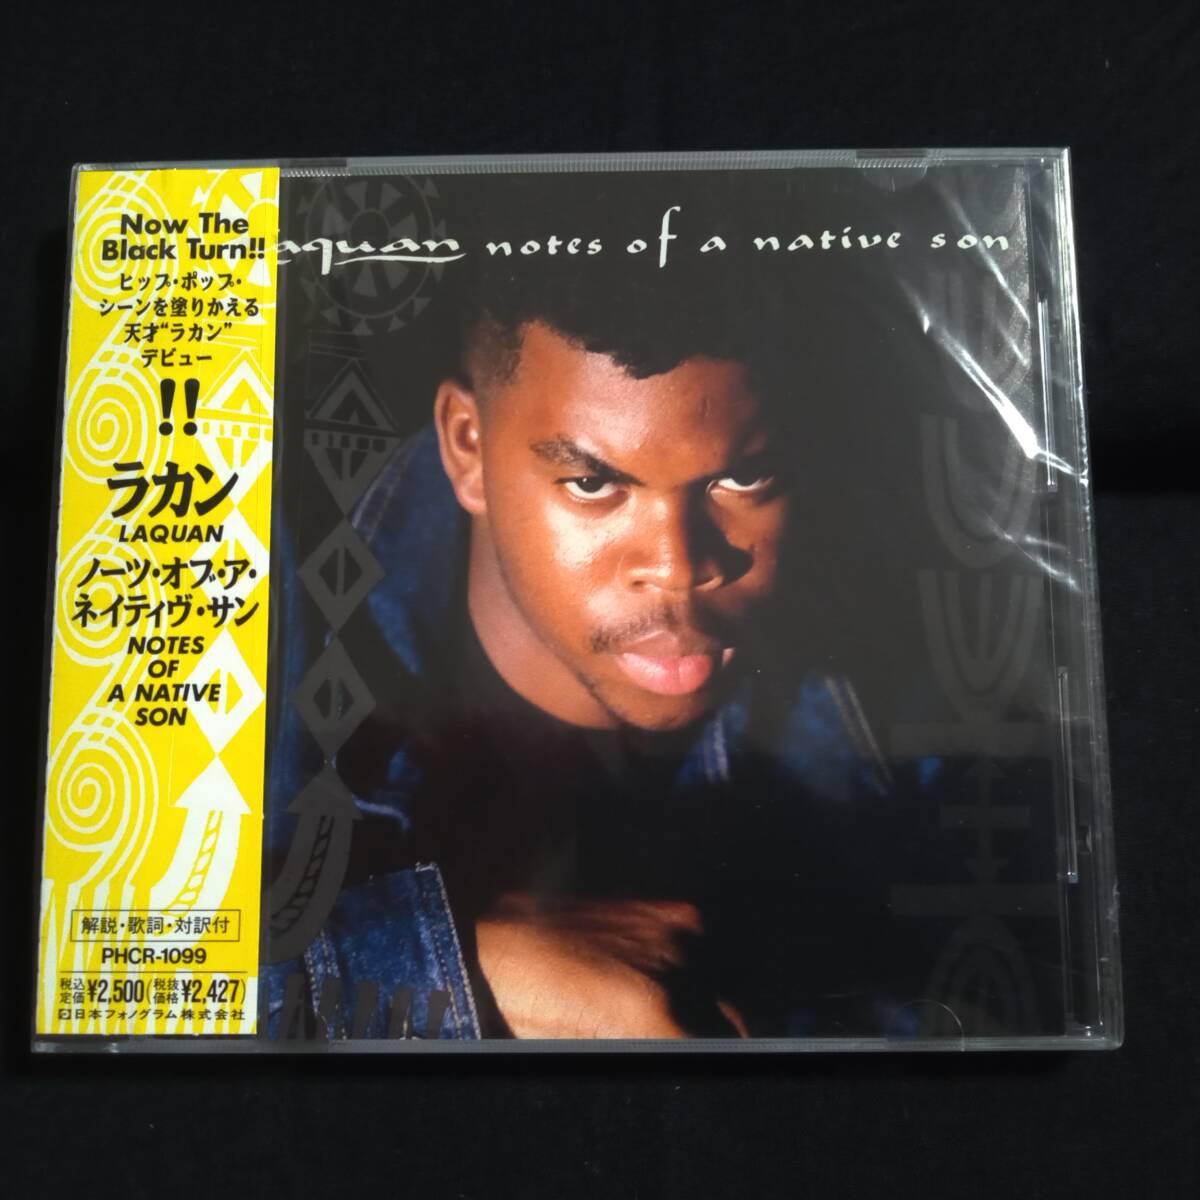 Now The
Black Turn!!
ヒップ・ポップ・
シーンを塗りかえる
天才“ラカン”
デビュー
!!
ラカン
LAQUAN
ノーツ・オブ・ア・
ネイティヴ・サン
NOTES
OF
A NATIVE
SON
解説・歌詞・対訳付
PHCR-1099
税込定価¥2,500(税抜価格¥2,427)
日本フォノグラム株式会社
laquan notes of a native son